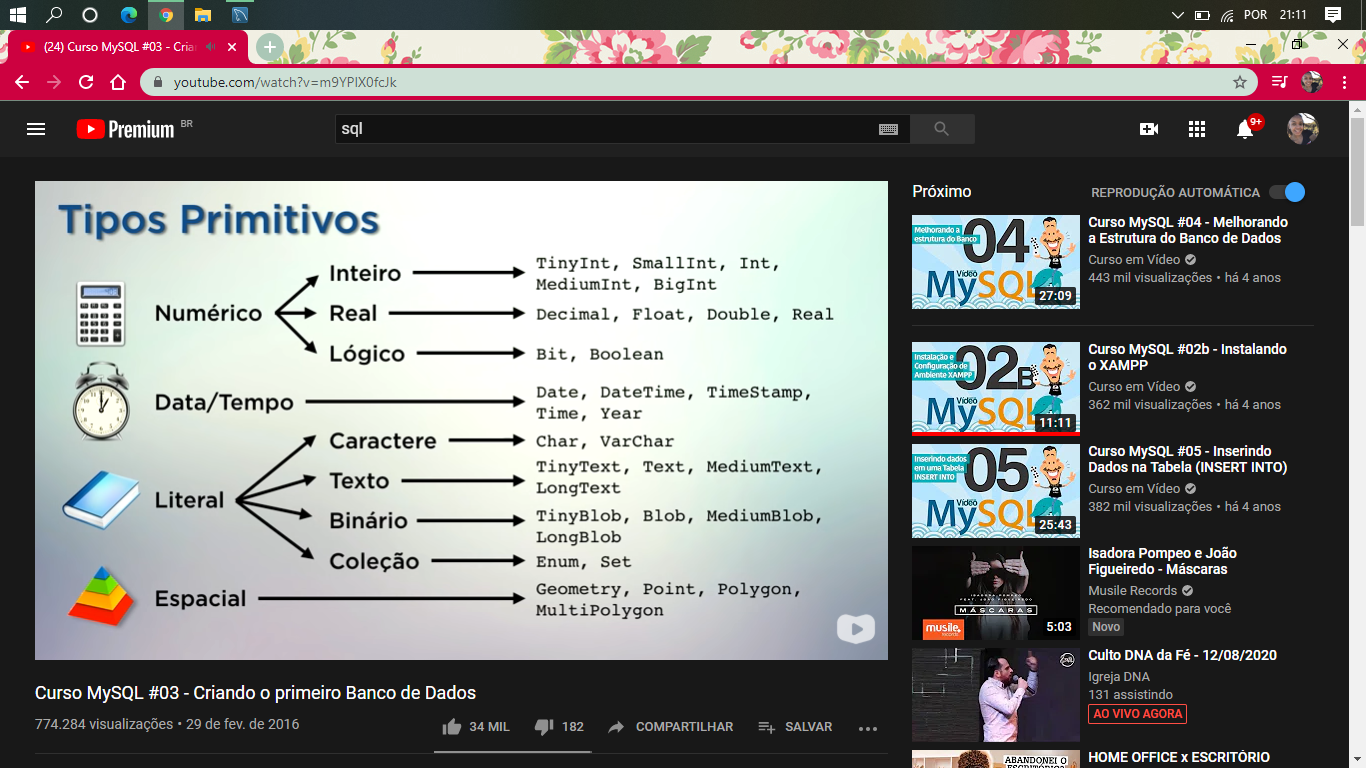 POR 21:11
(24) Curso MySQL #03 - Cria
youtube.com/watch?v=m9YPlX0fcJk
Premium BR
sql
9+
Tipos Primitivos
Numérico
Inteiro
TinyInt, SmallInt, Int,
MediumInt, BigInt
Real
Decimal, Float, Double, Real
Lógico
Bit, Boolean
Data/Tempo
Date, DateTime, TimeStamp,
Time, Year
Literal
Caractere
Char, VarChar
Texto
TinyText, Text, MediumText,
LongText
Binário
TinyBlob, Blob, MediumBlob,
LongBlob
Coleção
Enum, Set
Espacial
Geometry, Point, Polygon,
MultiPolygon
Curso MySQL #03 - Criando o primeiro Banco de Dados
774.284 visualizações • 29 de fev. de 2016
34 MIL 182 COMPARTILHAR SALVAR
Próximo
REPRODUÇÃO AUTOMÁTICA
Melhorando a
estrutura do Banco
04
Vídeo
MySQL
27:09
Curso MySQL #04 - Melhorando
a Estrutura do Banco de Dados
Curso em Vídeo
443 mil visualizações • há 4 anos
Instalação e
Configuração de
Ambiente XAMPP
02B
Vídeo
MySQL
11:11
Curso MySQL #02b - Instalando
o XAMPP
Curso em Vídeo
362 mil visualizações • há 4 anos
Inserindo dados
em uma Tabela
INSERT INTO
05
Vídeo
MySQL
25:43
Curso MySQL #05 - Inserindo
Dados na Tabela (INSERT INTO)
Curso em Vídeo
382 mil visualizações • há 4 anos
MÁSCARAS
musile
records
5:03
Isadora Pompeo e João
Figueiredo - Máscaras
Musile Records
Recomendado para você
Novo
Culto DNA da Fé - 12/08/2020
Igreja DNA
131 assistindo
AO VIVO AGORA
ABANDONEI O
HOME OFFICE x ESCRITÓRIO